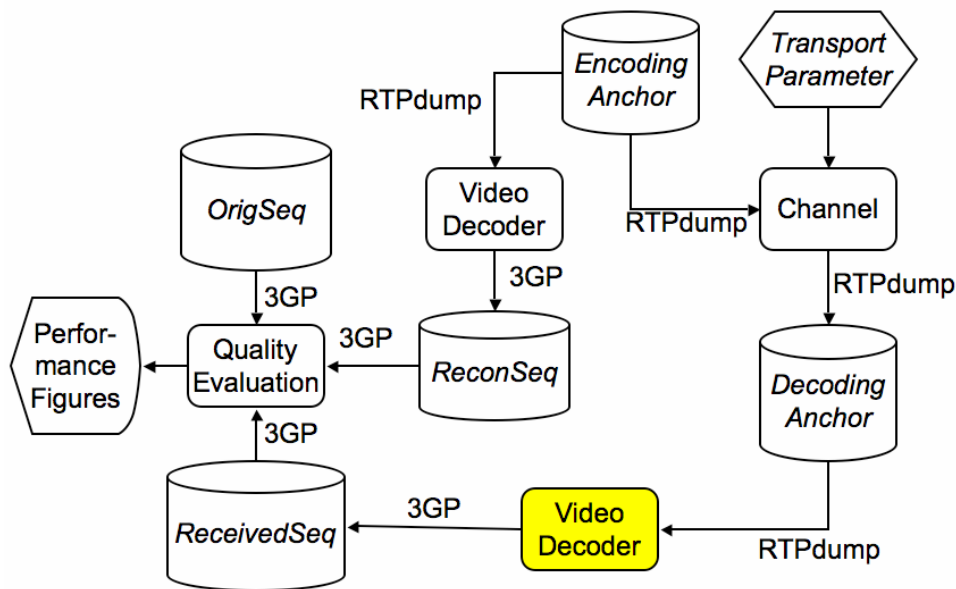 Encoding
Anchor
Transport
Parameter
RTPdump
OrigSeq
Video
Decoder
RTPdump
Channel
3GP
RTPdump
3GP
Perfor-
mance
Figures
Quality
Evaluation
3GP
ReconSeq
Decoding
Anchor
3GP
ReceivedSeq
3GP
Video
Decoder
RTPdump